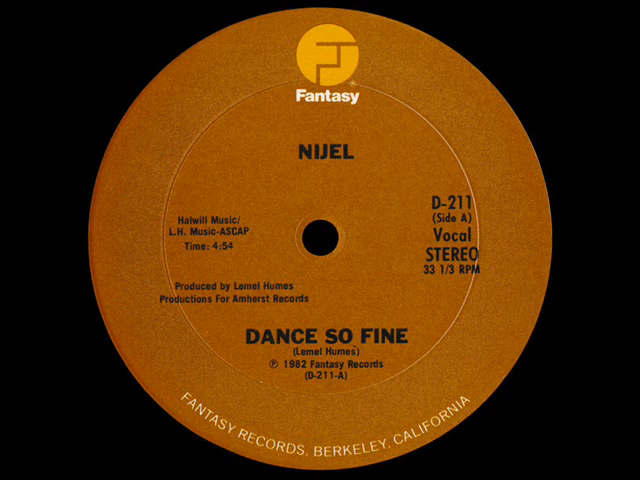 Fantasy
NIJEL
Halwill Music/
L.H. Music-ASCAP
Time: 4:54
D-211
(Side A)
Vocal
STEREO
33 1/3 RPM
Produced by Lemel Humes
Productions For Amherst Records
DANCE SO FINE
(Lemel Humes)
℗ 1982 Fantasy Records
(D-211-A)
FANTASY RECORDS, BERKELEY, CALIFORNIA